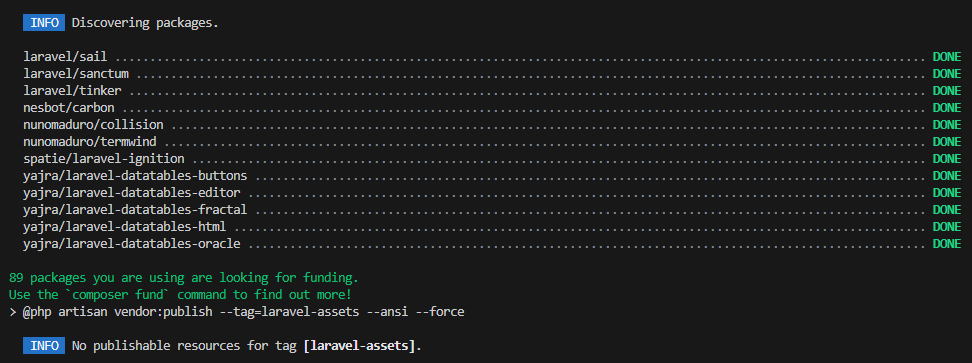 INFO Discovering packages.
laravel/sail ........................................................................................................................ DONE
laravel/sanctum .................................................................................................................... DONE
laravel/tinker ..................................................................................................................... DONE
nesbot/carbon ...................................................................................................................... DONE
nunomaduro/collision ............................................................................................................... DONE
nunomaduro/termwind ................................................................................................................ DONE
spatie/laravel-ignition ............................................................................................................ DONE
yajra/laravel-datatables-buttons ................................................................................................... DONE
yajra/laravel-datatables-editor .................................................................................................... DONE
yajra/laravel-datatables-fractal ................................................................................................... DONE
yajra/laravel-datatables-html ...................................................................................................... DONE
yajra/laravel-datatables-oracle .................................................................................................... DONE
89 packages you are using are looking for funding.
Use the `composer fund` command to find out more!
> @php artisan vendor:publish --tag=laravel-assets --ansi --force
INFO No publishable resources for tag [laravel-assets].